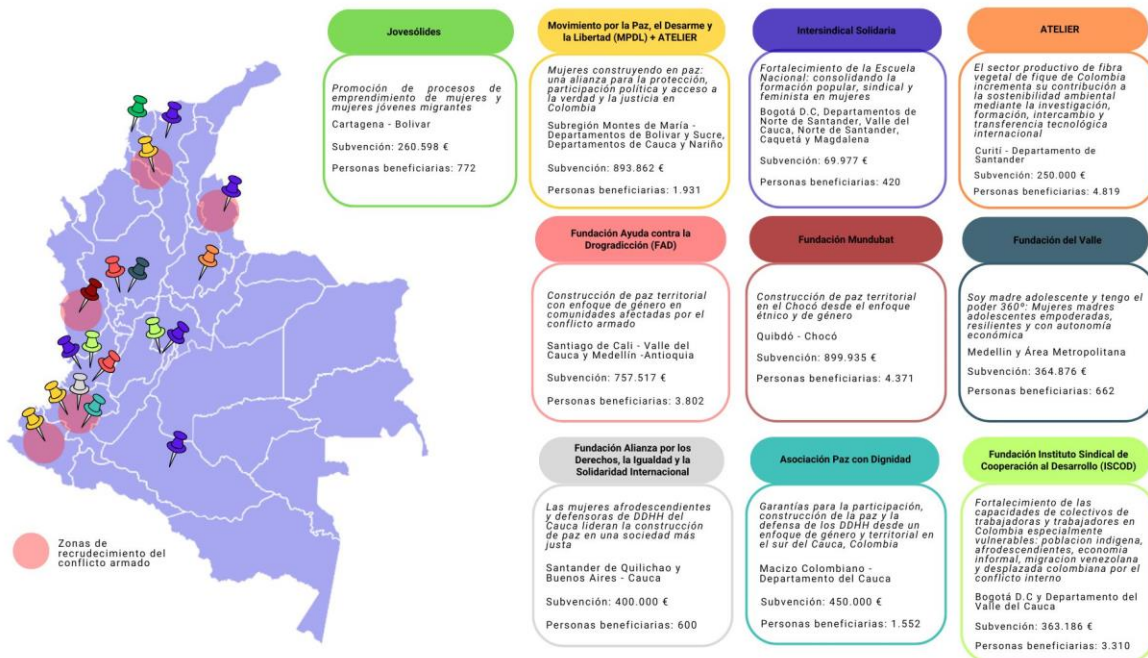 Jovesólides
Promoción de procesos de
emprendimiento de mujeres y
mujeres jóvenes migrantes
Cartagena - Bolivar
Subvención: 260.598 €
Personas beneficiarias: 772
Movimiento por la Paz, el Desarme y
la Libertad (MPDL) + ATELIER
Mujeres construyendo en paz:
una alianza para la protección,
participación política y acceso a
la verdad y la justicia en
Colombia
Subregión Montes de María -
Departamentos de Bolivar y Sucre,
Departamentos de Cauca y Nariño
Subvención: 893.862 €
Personas beneficiarias: 1.931
Intersindical Solidaria
Fortalecimiento de la Escuela
Nacional: consolidando la
formación popular, sindical y
feminista en mujeres
Bogotá D.C, Departamentos de
Norte de Santander, Valle del
Cauca, Norte de Santander,
Caquetá y Magdalena
Subvención: 69.977 €
Personas beneficiarias: 420
ATELIER
El sector productivo de fibra
vegetal de fique de Colombia
incrementa su contribución a
la sostenibilidad ambiental
mediante la investigación,
formación, intercambio y
transferencia tecnológica
internacional
Curití - Departamento de
Santander
Subvención: 250.000 €
Personas beneficiarias: 4.819
Fundación Ayuda contra la
Drogradicción (FAD)
Construcción de paz territorial
con enfoque de género en
comunidades afectadas por el
conflicto armado
Santiago de Cali - Valle del
Cauca y Medellín -Antioquia
Subvención: 757.517 €
Personas beneficiarias: 3.802
Fundación Mundubat
Construcción de paz territorial
en el Chocó desde el enfoque
étnico y de género
Quibdó - Chocó
Subvención: 899.935 €
Personas beneficiarias: 4.371
Fundación del Valle
Soy madre adolescente y tengo el
poder 360º: Mujeres madres
adolescentes empoderadas,
resilientes y con autonomía
económica
Medellin y Área Metropolitana
Subvención: 364.876 €
Personas beneficiarias: 662
Fundación Alianza por los
Derechos, la Igualdad y la
Solidaridad Internacional
Las mujeres afrodescendientes
y defensoras de DDHH del
Cauca lideran la construcción
de paz en una sociedad más
justa
Santander de Quilichao y
Buenos Aires - Cauca
Subvención: 400.000 €
Personas beneficiarias: 600
Asociación Paz con Dignidad
Garantías para la participación,
construcción de la paz y la
defensa de los DDHH desde un
enfoque de género y territorial en
el sur del Cauca, Colombia
Macizo Colombiano -
Departamento del Cauca
Subvención: 450.000 €
Personas beneficiarias: 1.552
Fundación Instituto Sindical de
Cooperación al Desarrollo (ISCOD)
Fortalecimiento de las
capacidades de colectivos de
trabajadoras y trabajadores en
Colombia especialmente
vulnerables: poblacion indigena,
afrodescendientes, economia
informal, migracion venezolana
y desplazada colombiana por el
conflicto interno
Bogotá D.C y Departamento del
Valle del Cauca
Subvención: 363.186 €
Personas beneficiarias: 3.310
Zonas de
recrudecimiento del
conflicto armado